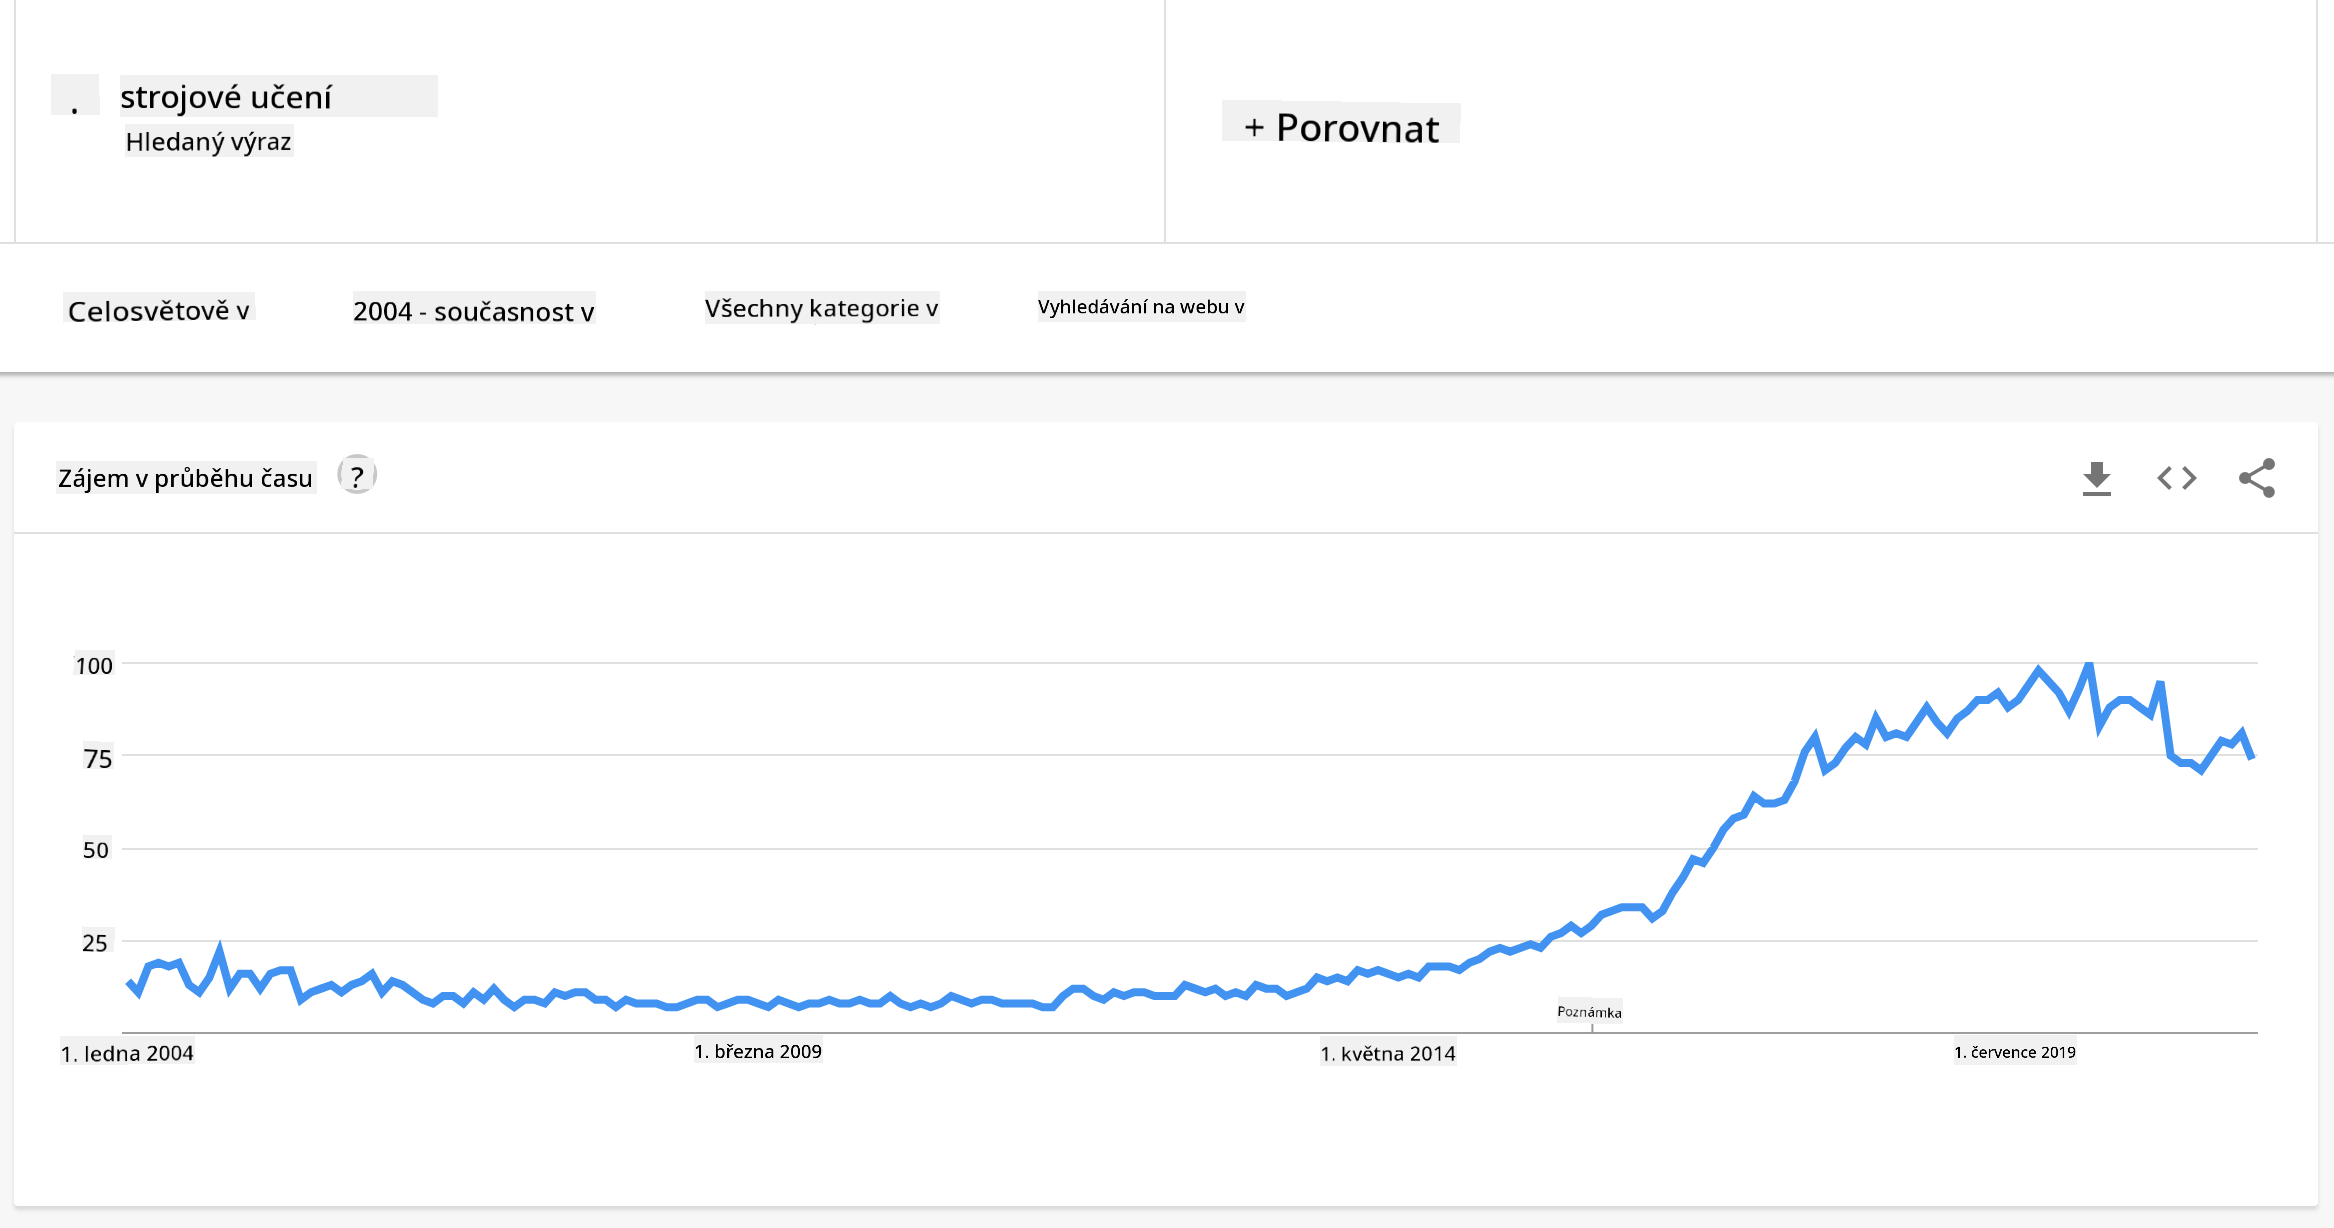 . strojové učení
Hledaný výraz
+ Porovnat
Celosvětově v
2004 - současnost v
Všechny kategorie v
Vyhledávání na webu v
Zájem v průběhu času ?
100
75
50
25
Poznámka
1. ledna 2004
1. března 2009
1. května 2014
1. července 2019